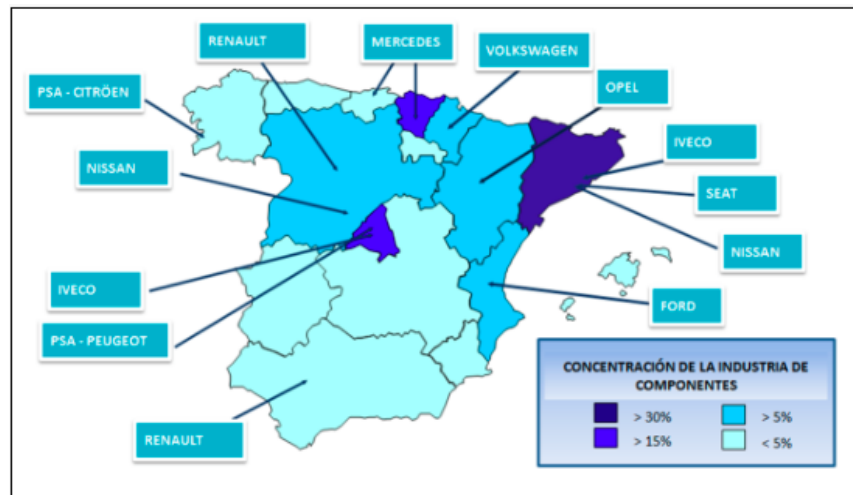 RENAULT
MERCEDES
VOLKSWAGEN
OPEL
PSA - CITRÖEN
NISSAN
IVECO
SEAT
NISSAN
IVECO
FORD
PSA - PEUGEOT
RENAULT
CONCENTRACIÓN DE LA INDUSTRIA DE
COMPONENTES
> 30%
> 5%
> 15%
< 5%